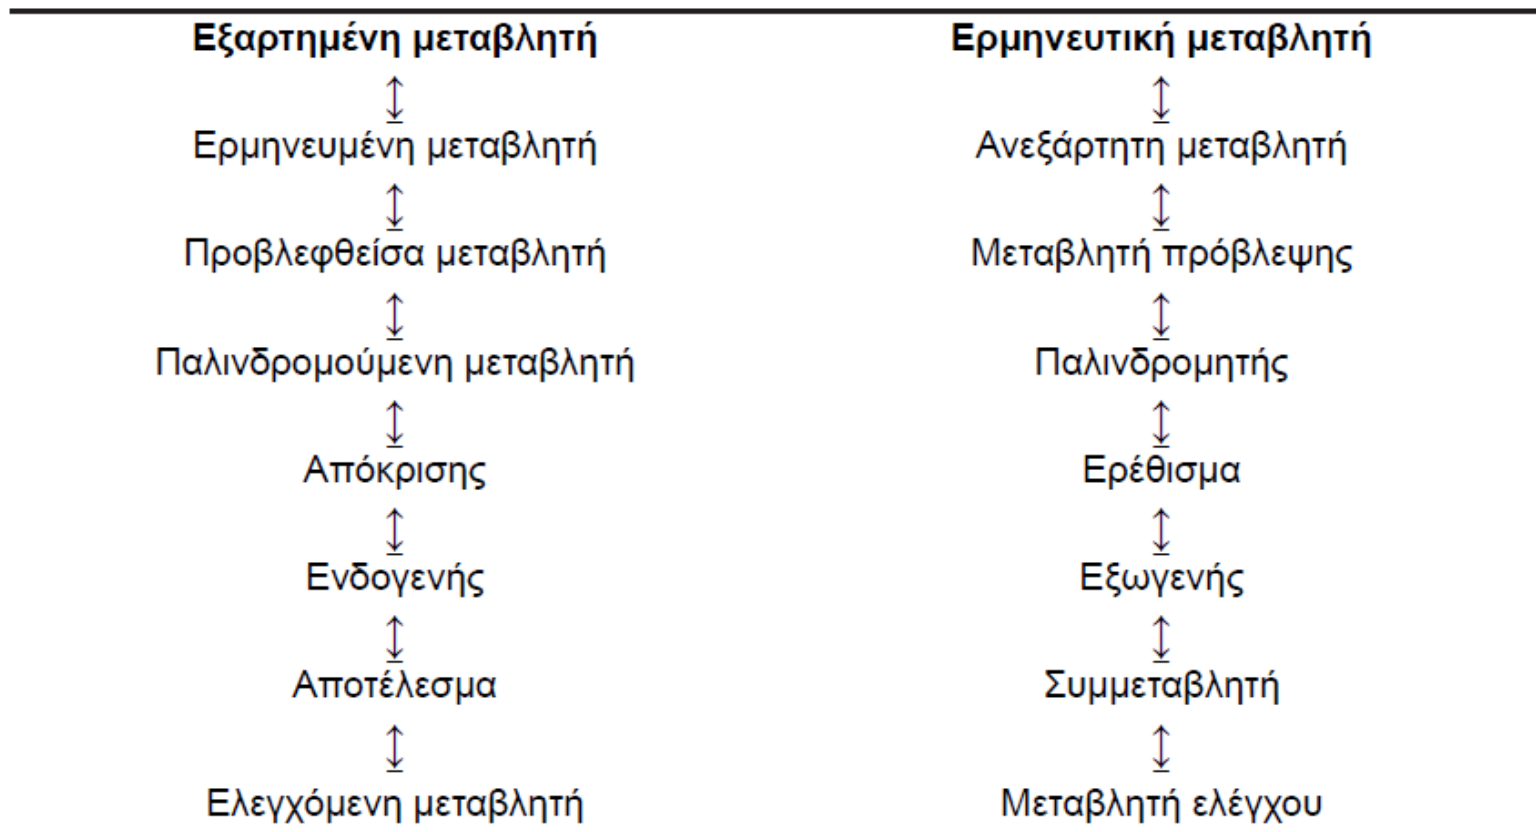 Εξαρτημένη μεταβλητή Ερμηνευτική μεταβλητή
↕ ↕
Ερμηνευμένη μεταβλητή Ανεξάρτητη μεταβλητή
↕ ↕
Προβλεφθείσα μεταβλητή Μεταβλητή πρόβλεψης
↕ ↕
Παλινδρομούμενη μεταβλητή Παλινδρομητής
↕ ↕
Απόκρισης Ερέθισμα
↕ ↕
Ενδογενής Εξωγενής
↕ ↕
Αποτέλεσμα Συμμεταβλητή
↕ ↕
Ελεγχόμενη μεταβλητή Μεταβλητή ελέγχου